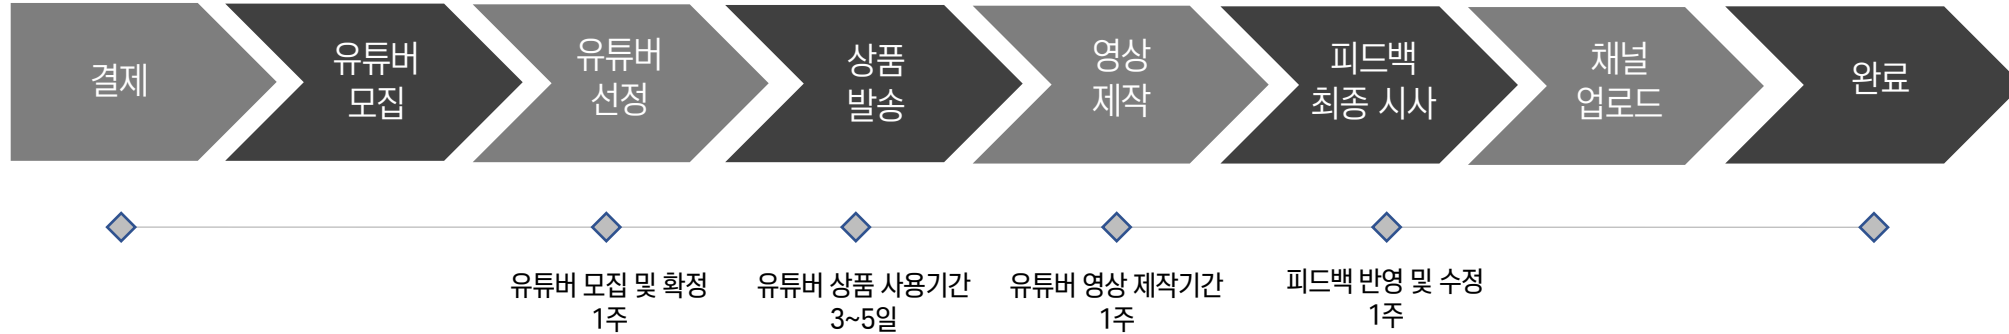 결제
유튜버
모집
유튜버
선정
상품
발송
영상
제작
피드백
최종 시사
채널
업로드
완료
유튜버 모집 및 확정
1주
유튜버 상품 사용기간
3~5일
유튜버 영상 제작기간
1주
피드백 반영 및 수정
1주